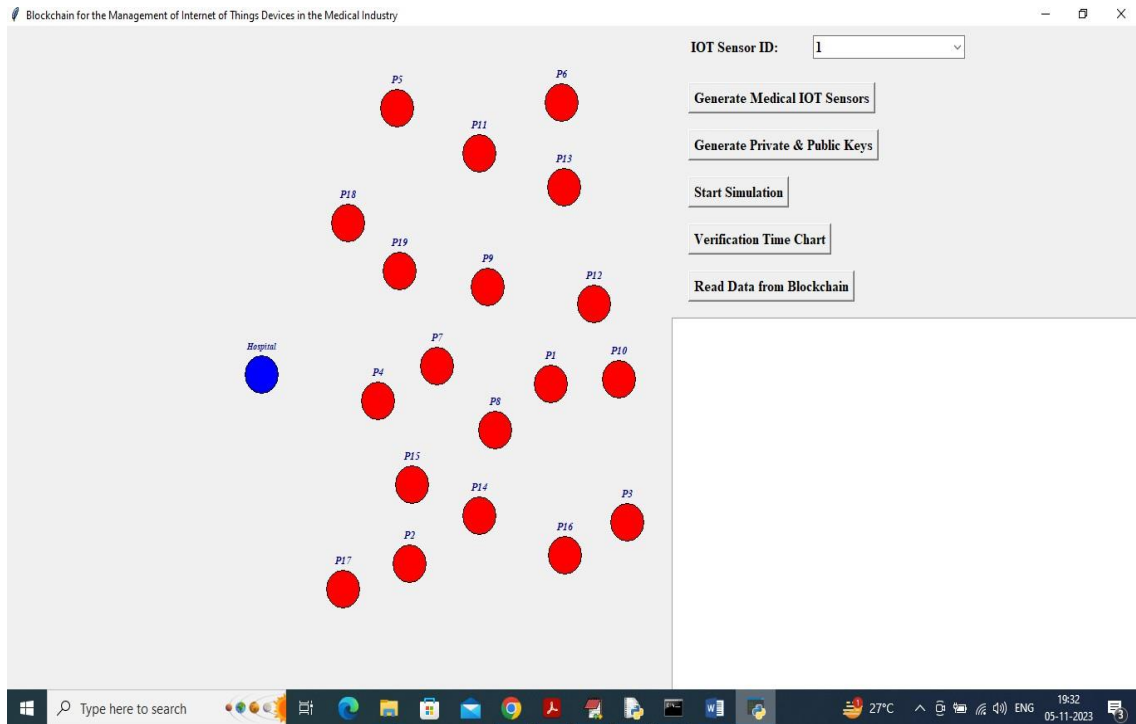 Blockchain for the Management of Internet of Things Devices in the Medical Industry
IOT Sensor ID: 1
Generate Medical IOT Sensors
Generate Private & Public Keys
Start Simulation
Verification Time Chart
Read Data from Blockchain
P5
P6
P11
P13
P18
P19
P9
P12
Hospital
P7
P1
P10
P4
P8
P15
P14
P3
P2
P16
P17
Type here to search
27°C
ENG
19:32
05-11-2023
3